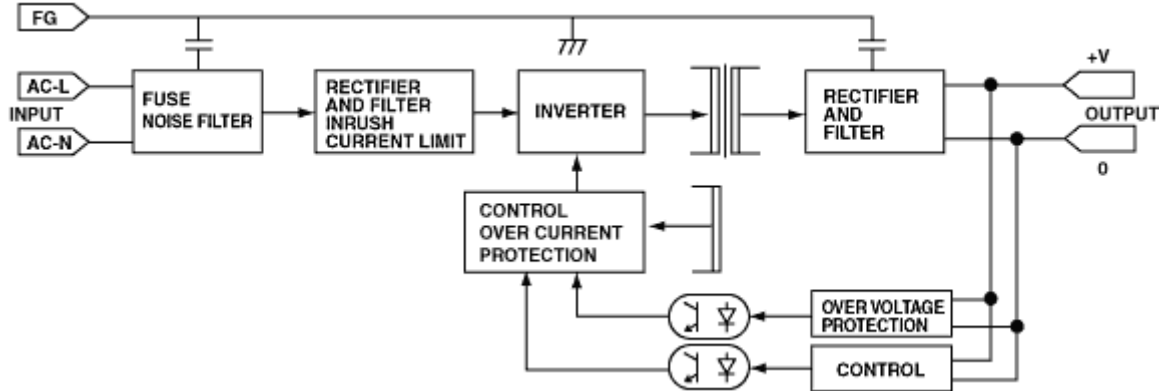 FG
AC-L
INPUT
AC-N
FUSE
NOISE FILTER
RECTIFIER
AND FILTER
INRUSH
CURRENT LIMIT
INVERTER
RECTIFIER
AND
FILTER
+V
OUTPUT
0
CONTROL
OVER CURRENT
PROTECTION
OVER VOLTAGE
PROTECTION
CONTROL